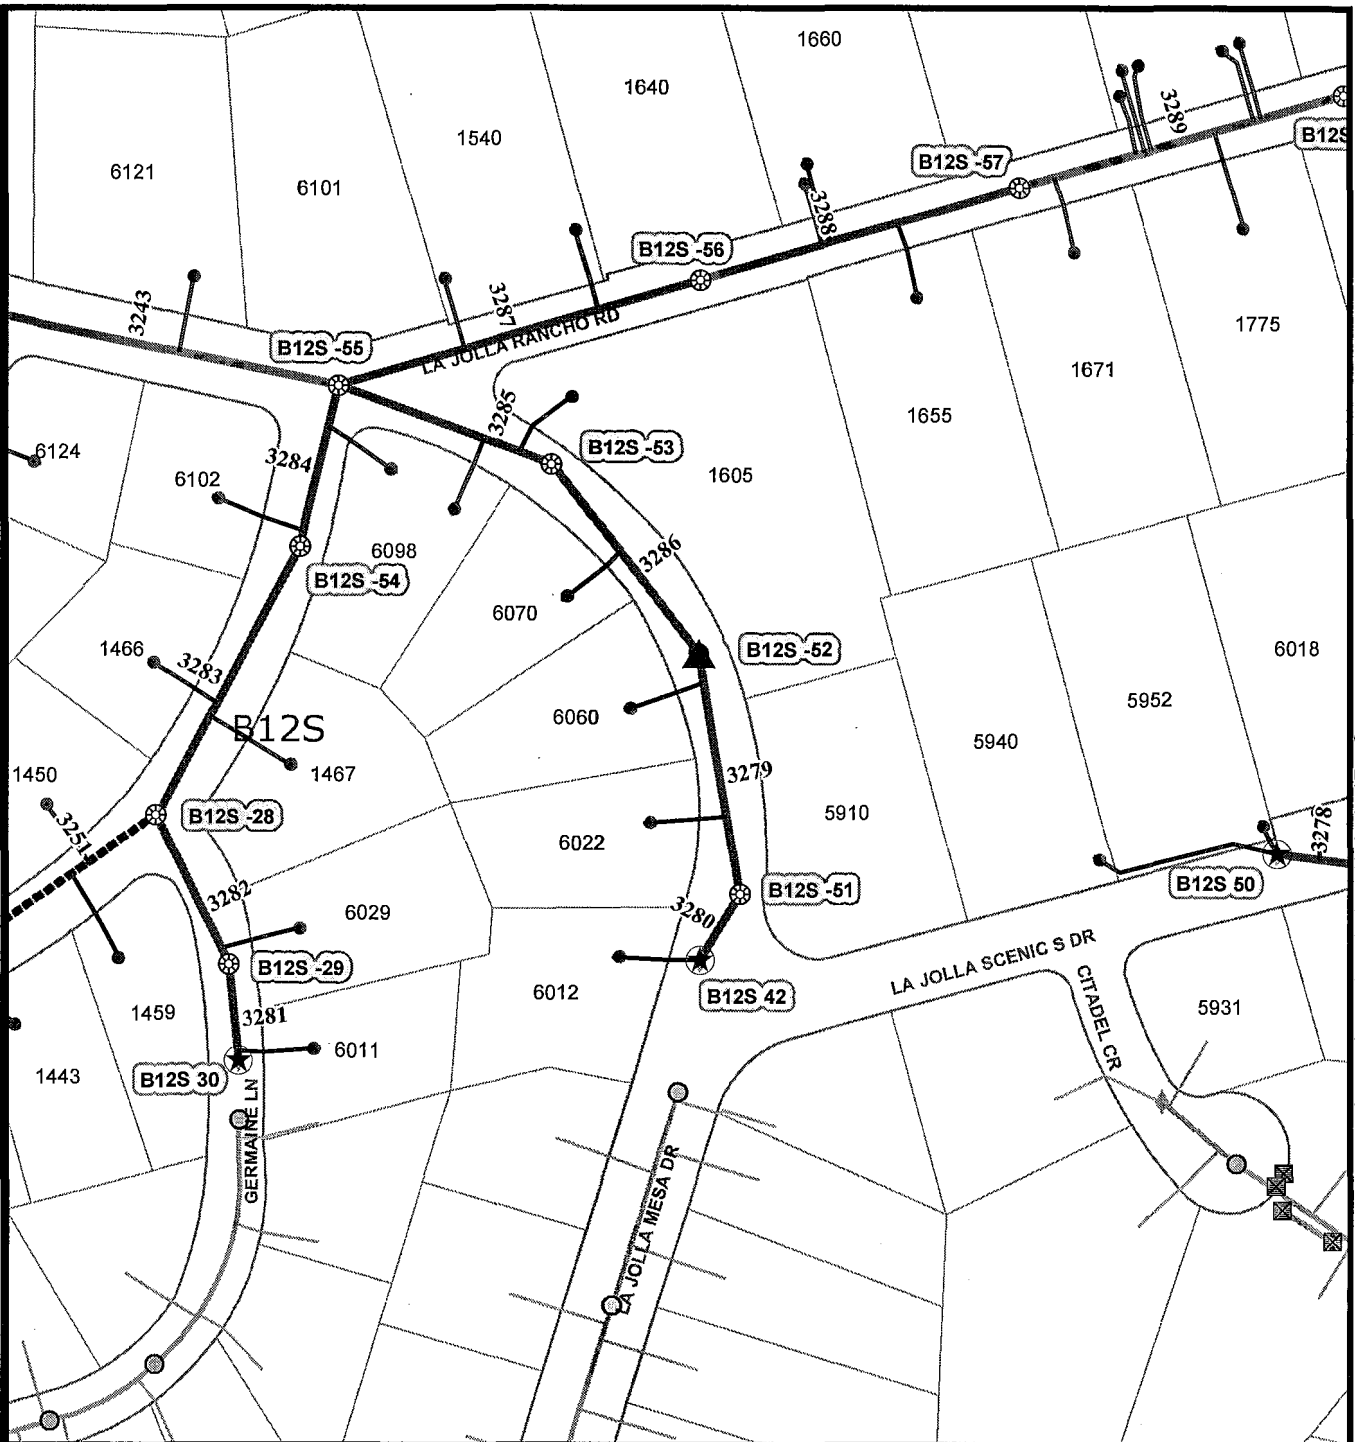 1660
1640
1540
6121
6101
3289
B12S
B12S -57
3288
B12S -56
3243
3287
LA JOLLA RANCHO RD
B12S -55
1775
1671
1655
3285
B12S -53
6124
3284
6102
1605
6098
3286
B12S -54
6070
1466
3283
B12S -52
6018
B12S
6060
5952
5940
1450
1467
3279
3251
B12S -28
5910
6022
3278
3282
B12S -51
B12S 50
3280
6029
B12S -29
LA JOLLA SCENIC S DR
6012
B12S 42
CITADEL CR
1459
3281
5931
6011
1443
B12S 30
GERMAINE LN
LA JOLLA MESA DR